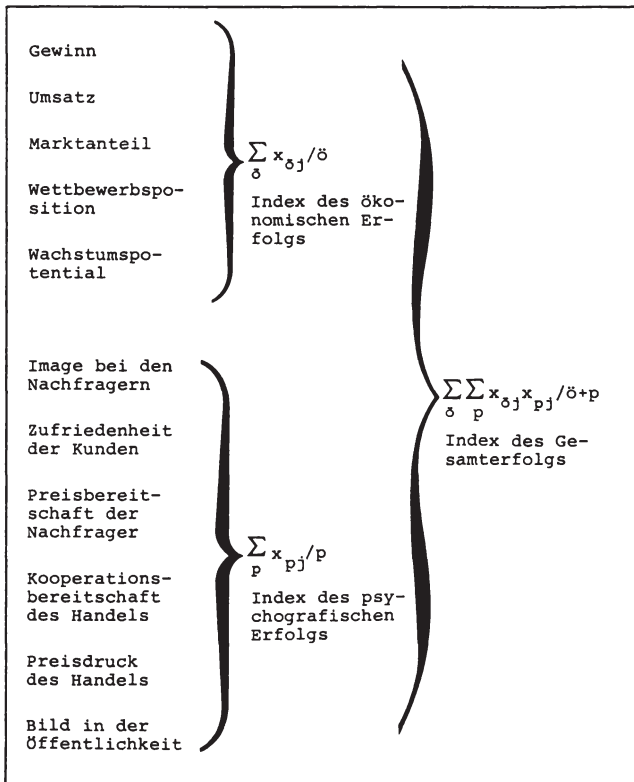 Gewinn
Umsatz
Marktanteil
Wettbewerbspo-
sition
Wachstumspo-
tential
∑ x_öj/ö
ö
Index des öko-
nomischen Er-
folgs
Image bei den
Nachfragern
Zufriedenheit
der Kunden
Preisbereit-
schaft der
Nachfrager
Kooperations-
bereitschaft
des Handels
Preisdruck
des Handels
Bild in der
Öffentlichkeit
∑ x_pj/p
p
Index des psy-
chografischen
Erfolgs
∑ ∑ x_öj x_pj/ö+p
ö p
Index des Ge-
samterfolgs